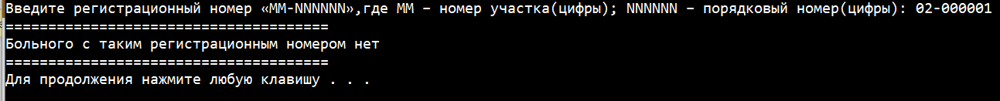 Введите регистрационный номер «MM-NNNNNN»,где MM – номер участка(цифры); NNNNNN – порядковый номер(цифры): 02-000001
======================================
Больного с таким регистрационным номером нет
======================================
Для продолжения нажмите любую клавишу . . .